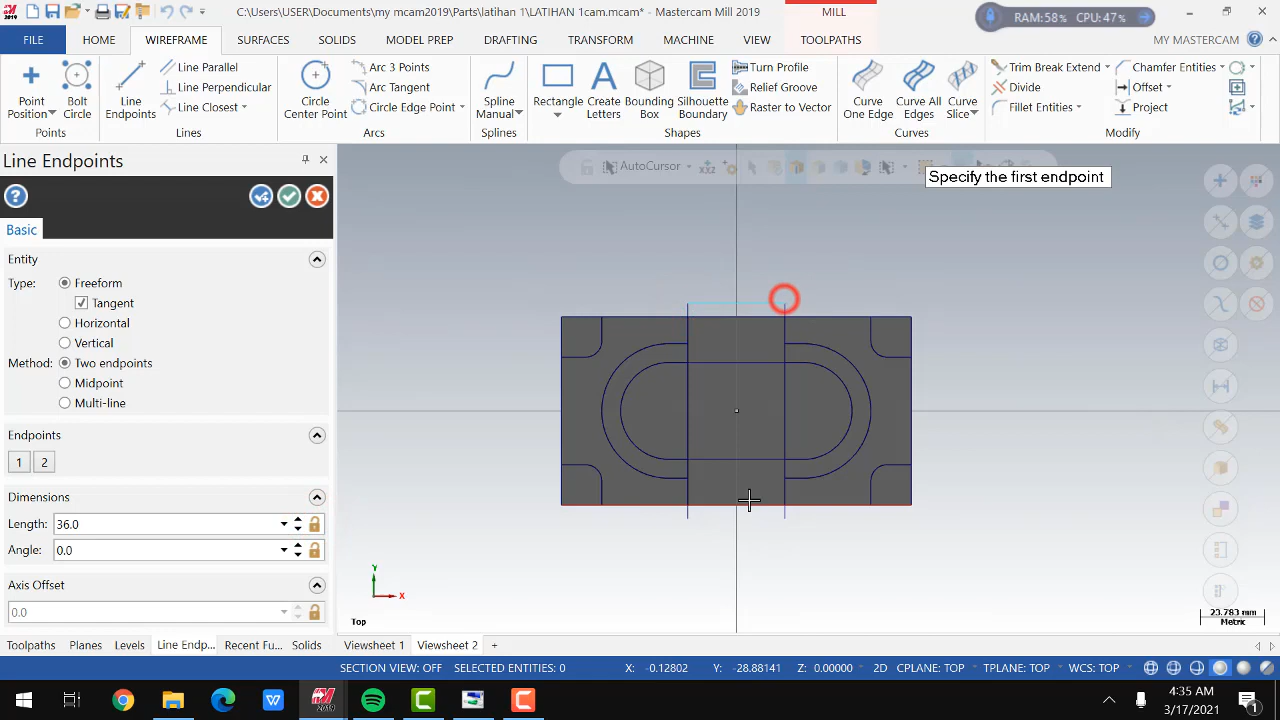 C:\Users\USER\Documents\my mcam2019\Parts\latihan 1\LATIHAN 1cam.mcam* - Mastercam Mill 2019
MILL
RAM:58% CPU:47%
FILE HOME WIREFRAME SURFACES SOLIDS MODEL PREP DRAFTING TRANSFORM MACHINE VIEW TOOLPATHS MY MASTERCAM
Point Position
Bolt Circle
Points
Line Endpoints
Line Parallel
Line Perpendicular
Line Closest
Lines
Circle Center Point
Arc 3 Points
Arc Tangent
Circle Edge Point
Arcs
Spline Manual
Splines
Rectangle
Create Letters
Bounding Box
Silhouette Boundary
Turn Profile
Relief Groove
Raster to Vector
Shapes
Curve One Edge
Curve All Edges
Curve Slice
Curves
Trim Break Extend
Divide
Fillet Entities
Chamfer Entities
Offset
Project
Modify
Line Endpoints
Basic
Entity
Type: Freeform
Tangent
Horizontal
Vertical
Method: Two endpoints
Midpoint
Multi-line
Endpoints
1 2
Dimensions
Length: 36.0
Angle: 0.0
Axis Offset
0.0
AutoCursor
Specify the first endpoint
Y
X
Top
23.783 mm
Metric
Toolpaths Planes Levels Line Endp... Recent Fu... Solids Viewsheet 1 Viewsheet 2 +
SECTION VIEW: OFF SELECTED ENTITIES: 0 X: -0.12802 Y: -28.88141 Z: 0.00000 2D CPLANE: TOP TPLANE: TOP WCS: TOP
4:35 AM
3/17/2021
1